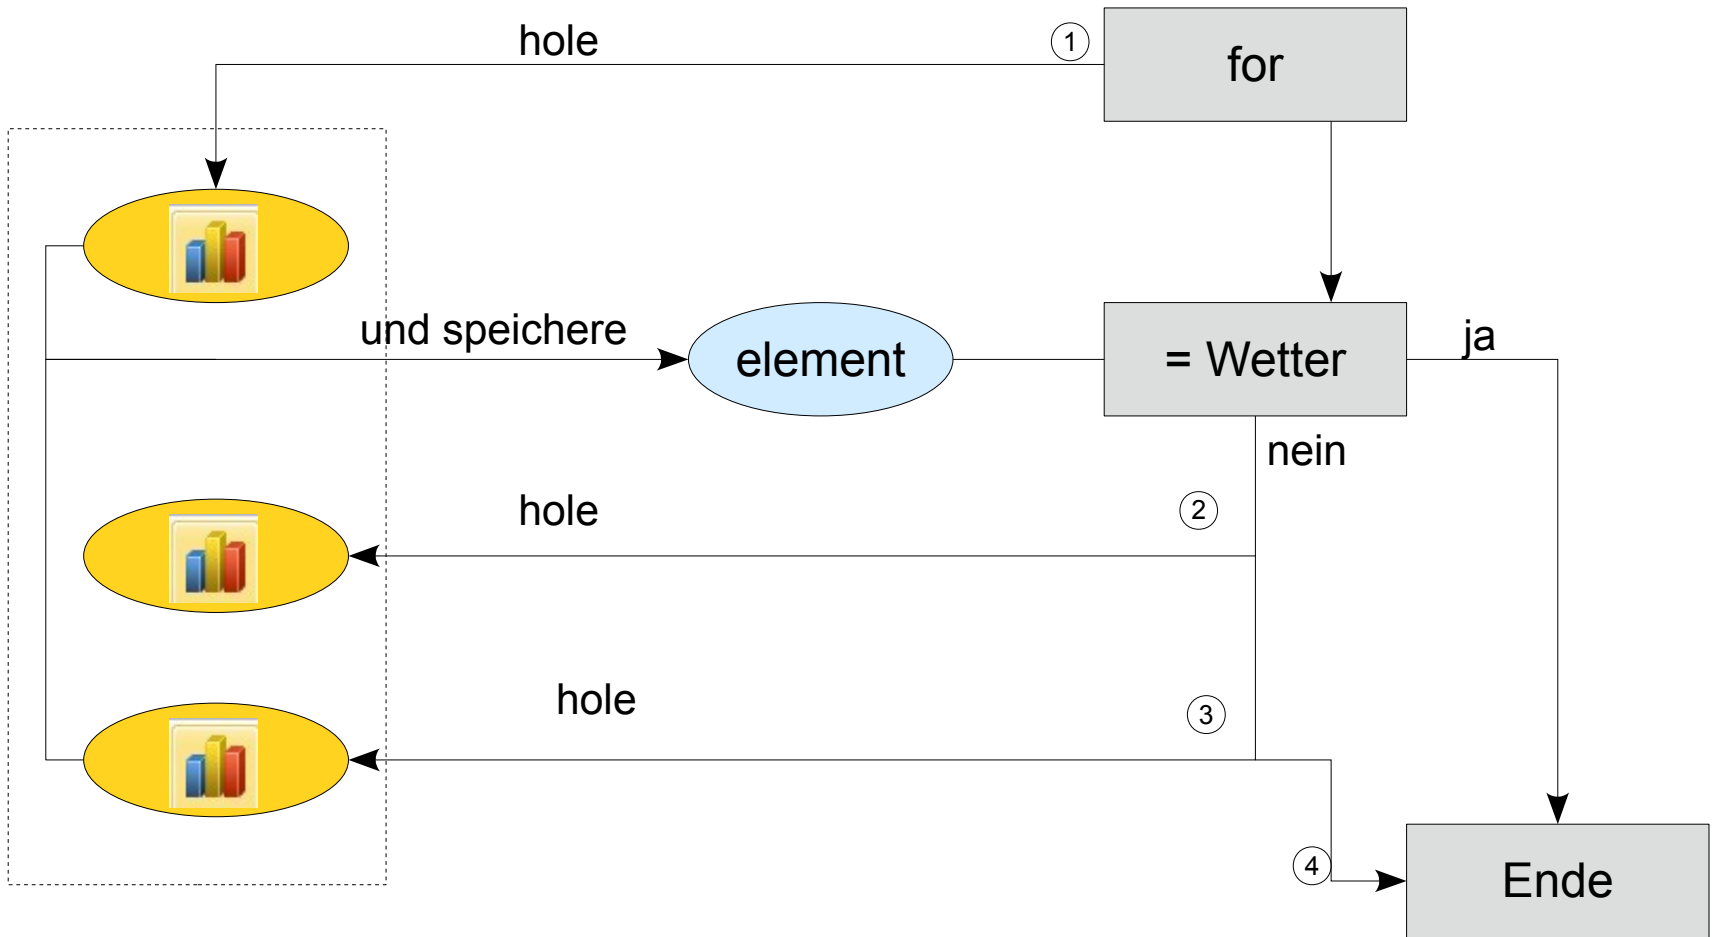 hole
1
for
und speichere
element
= Wetter
ja
nein
hole
2
hole
3
4
Ende